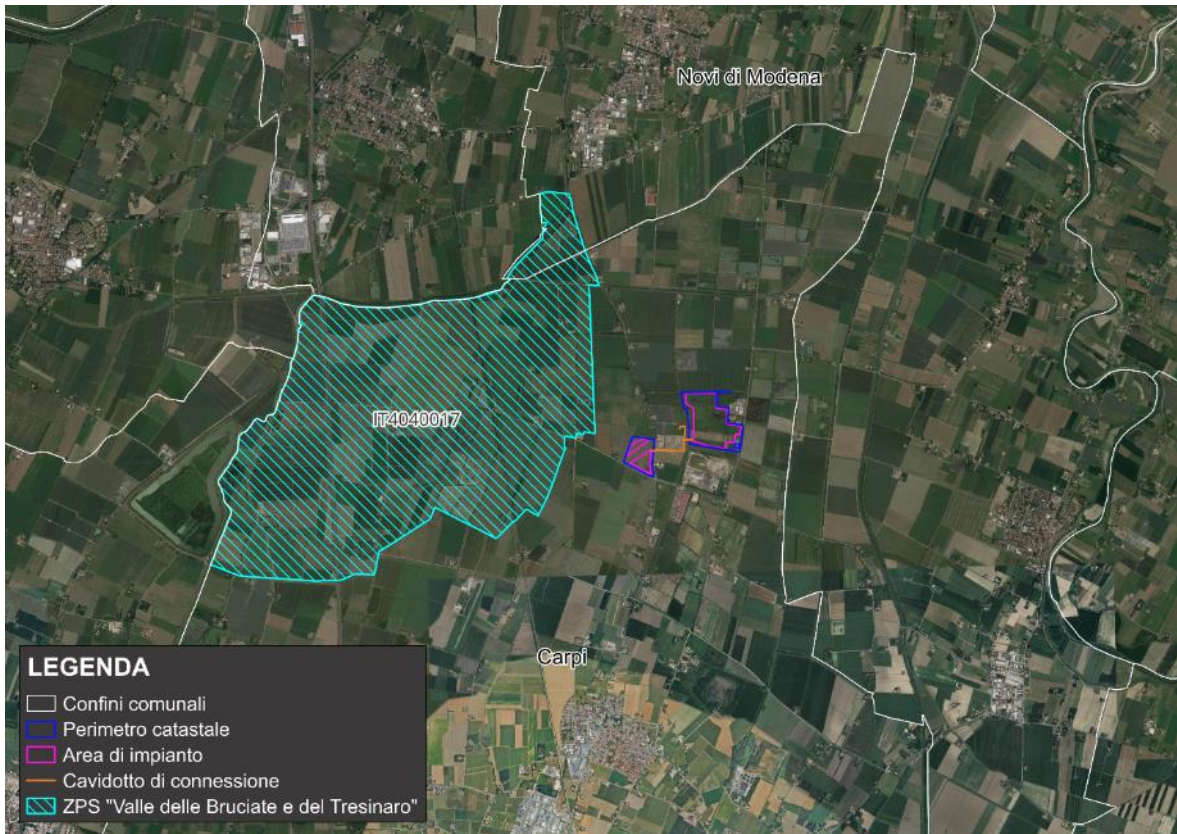 Novi di Modena
IT4040017
Carpi
LEGENDA
Confini comunali
Perimetro catastale
Area di impianto
Cavidotto di connessione
ZPS "Valle delle Bruciate e del Tresinaro"